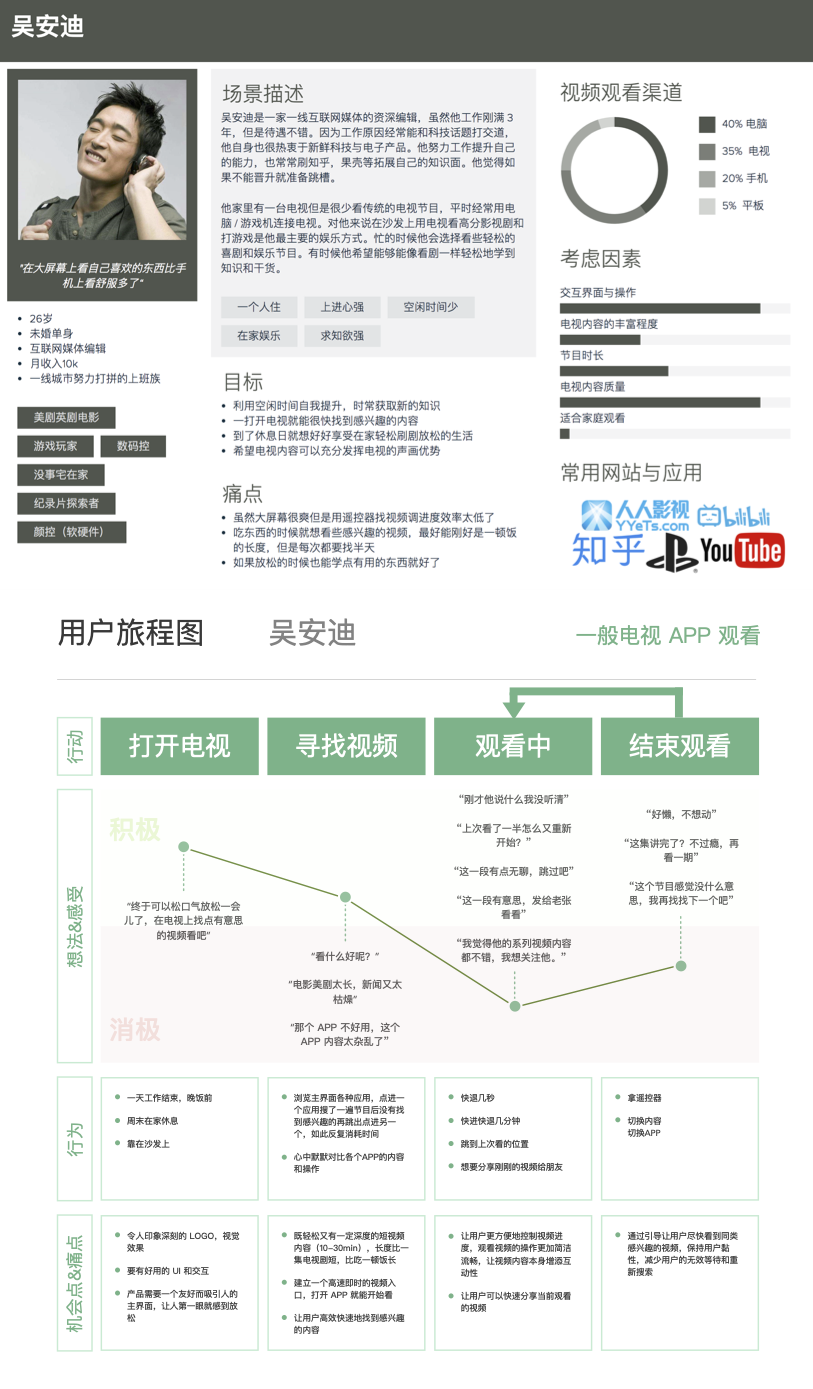 吴安迪
"在大屏幕上看自己喜欢的东西比手
机上看舒服多了"
26岁
未婚单身
互联网媒体编辑
月收入10k
一线城市努力打拼的上班族
美剧英剧电影
游戏玩家
数码控
没事宅在家
纪录片探索者
颜控（软硬件）
场景描述
吴安迪是一家一线互联网媒体的资深编辑，虽然他工作刚满 3
年，但是待遇不错。因为工作原因经常能和科技话题打交道，
他自身也很热衷于新鲜科技与电子产品。他努力工作提升自己
的能力，也常常刷知乎，果壳等拓展自己的知识面。他觉得如
果不能晋升就准备跳槽。
他家里有一台电视但是很少看传统的电视节目，平时经常用电
脑 / 游戏机连接电视。对他来说在沙发上用电视看高分影视剧和
打游戏是他最主要的娱乐方式。忙的时候他会选择看些轻松的
喜剧和娱乐节目。有时候他希望能够能像看剧一样轻松地学到
知识和干货。
一个人住
上进心强
空闲时间少
在家娱乐
求知欲强
目标
利用空闲时间自我提升，时常获取新的知识
一打开电视就能很快找到感兴趣的内容
到了休息日就想好好享受在家轻松刷剧放松的生活
希望电视内容可以充分发挥电视的声画优势
痛点
虽然大屏幕很爽但是用遥控器找视频调进度效率太低了
吃东西的时候就想看些感兴趣的视频，最好能刚好是一顿饭
的长度，但是每次都要找半天
如果放松的时候也能学点有用的东西就好了
视频观看渠道
40% 电脑
35% 电视
20% 手机
5% 平板
考虑因素
交互界面与操作
电视内容的丰富程度
节目时长
电视内容质量
适合家庭观看
常用网站与应用
人人影视
YYeTs.com
bilibili
知乎
YouTube
用户旅程图
吴安迪
一般电视 APP 观看
行动
打开电视
寻找视频
观看中
结束观看
想法&感受
积极
消极
"终于可以松口气放松一会
儿了，在电视上找点有意思
的视频看吧"
"看什么好呢？"
"电影美剧太长，新闻又太
枯燥"
"那个 APP 不好用，这个
APP 内容太杂乱了"
"刚才他说什么我没听清"
"上次看了一半怎么又重新
开始？"
"这一段有点无聊，跳过吧"
"这一段有意思，发给老张
看看"
"我觉得他的系列视频内容
都不错，我想关注他。"
"好懒，不想动"
"这集讲完了？不过瘾，再
看一期"
"这个节目感觉没什么意
思，我再找找下一个吧"
行为
一天工作结束，晚饭前
周末在家休息
靠在沙发上
浏览主界面各种应用，点进一
个应用搜了一遍节目后没有找
到感兴趣的再跳出点进另一
个，如此反复消耗时间
心中默默对比各个APP的内容
和操作
快退几秒
快进快退几分钟
跳到上次看的位置
想要分享刚刚的视频给朋友
拿遥控器
切换内容
切换APP
机会点&痛点
令人印象深刻的 LOGO，视觉
效果
要有好用的 UI 和交互
产品需要一个友好而吸引人的
主界面，让人第一眼就感到放
松
既轻松又有一定深度的短视频
内容（10–30min），长度比一
集电视剧短，比吃一顿饭长
建立一个高速即时的视频入
口，打开 APP 就能开始看
让用户高效快速地找到感兴趣
的内容
让用户更方便地控制视频进
度，观看视频的操作更加简洁
流畅，让视频内容本身增添互
动性
让用户可以快速分享当前观看
的视频
通过引导让用户尽快看到同类
感兴趣的视频，保持用户黏
性，减少用户的无效等待和重
新搜索